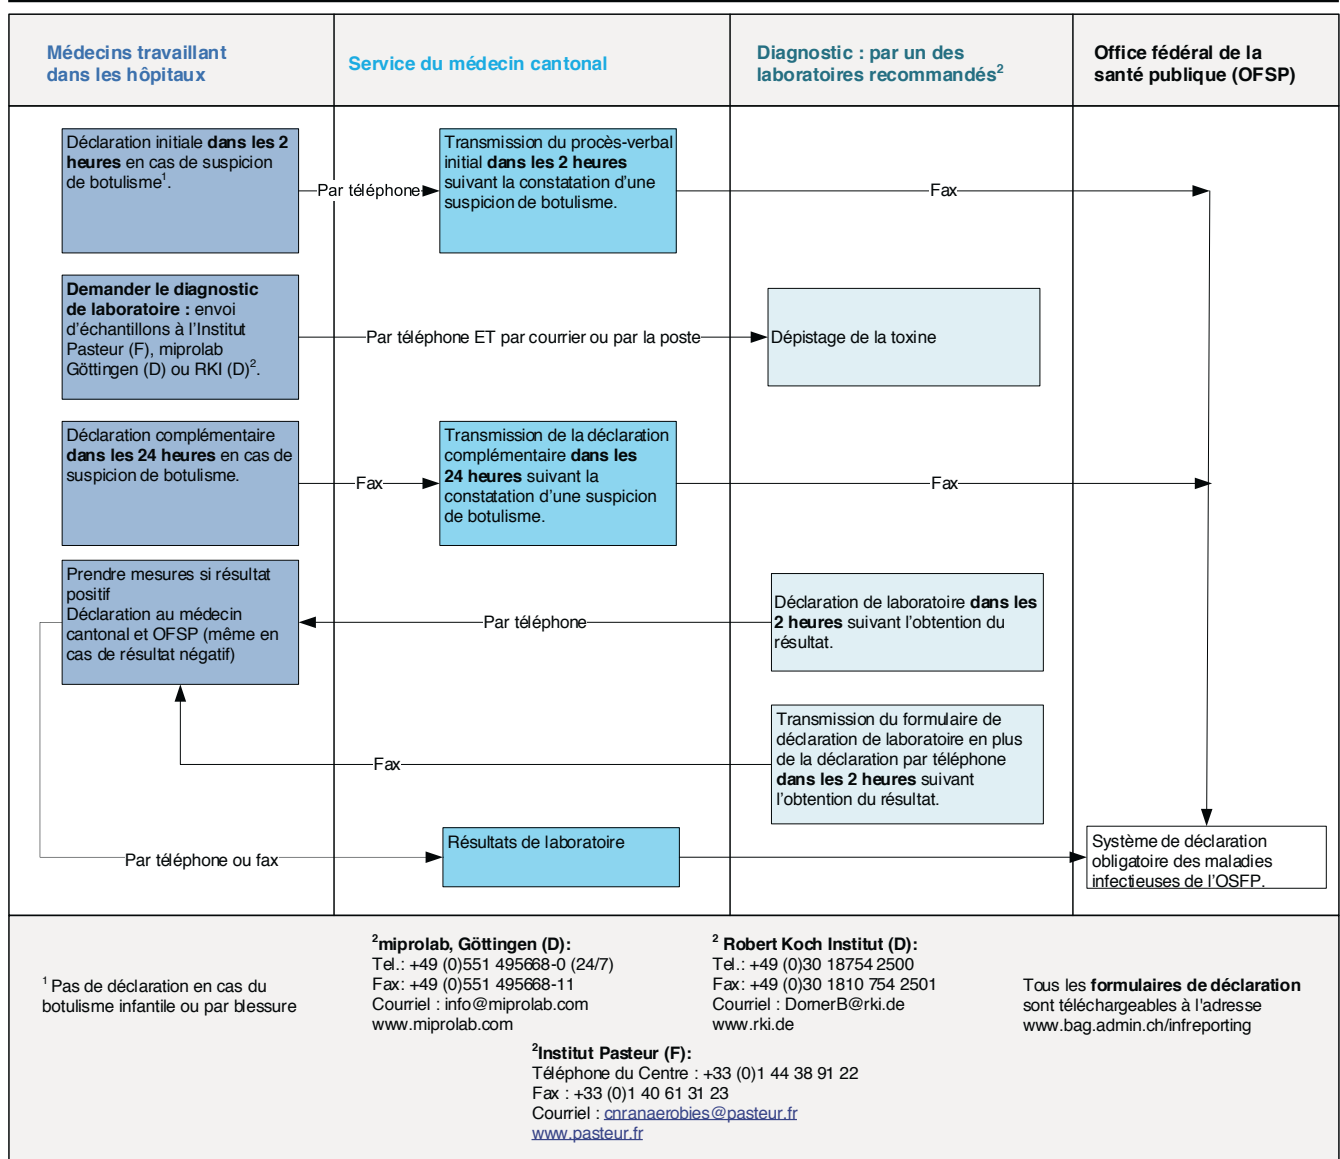 Médecins travaillant
dans les hôpitaux
Service du médecin cantonal
Diagnostic : par un des
laboratoires recommandés2
Office fédéral de la
santé publique (OFSP)
Déclaration initiale dans les 2
heures en cas de suspicion
de botulisme1.
Par téléphone
Transmission du procès-verbal
initial dans les 2 heures
suivant la constatation d'une
suspicion de botulisme.
Fax
Demander le diagnostic
de laboratoire : envoi
d'échantillons à l'Institut
Pasteur (F), miprolab
Göttingen (D) ou RKI (D)2.
Par téléphone ET par courrier ou par la poste
Dépistage de la toxine
Déclaration complémentaire
dans les 24 heures en cas de
suspicion de botulisme.
Fax
Transmission de la déclaration
complémentaire dans les
24 heures suivant la
constatation d'une suspicion
de botulisme.
Fax
Prendre mesures si résultat
positif
Déclaration au médecin
cantonal et OFSP (même en
cas de résultat négatif)
Par téléphone
Déclaration de laboratoire dans les
2 heures suivant l'obtention du
résultat.
Fax
Transmission du formulaire de
déclaration de laboratoire en plus
de la déclaration par téléphone
dans les 2 heures suivant
l'obtention du résultat.
Par téléphone ou fax
Résultats de laboratoire
Système de déclaration
obligatoire des maladies
infectieuses de l'OSFP.
1 Pas de déclaration en cas du
botulisme infantile ou par blessure
2miprolab, Göttingen (D):
Tel.: +49 (0)551 495668-0 (24/7)
Fax: +49 (0)551 495668-11
Courriel : info@miprolab.com
www.miprolab.com
2 Robert Koch Institut (D):
Tel.: +49 (0)30 18754 2500
Fax: +49 (0)30 1810 754 2501
Courriel : DornerB@rki.de
www.rki.de
Tous les formulaires de déclaration
sont téléchargeables à l'adresse
www.bag.admin.ch/infreporting
2Institut Pasteur (F):
Téléphone du Centre : +33 (0)1 44 38 91 22
Fax : +33 (0)1 40 61 31 23
Courriel : cnranaerobies@pasteur.fr
www.pasteur.fr